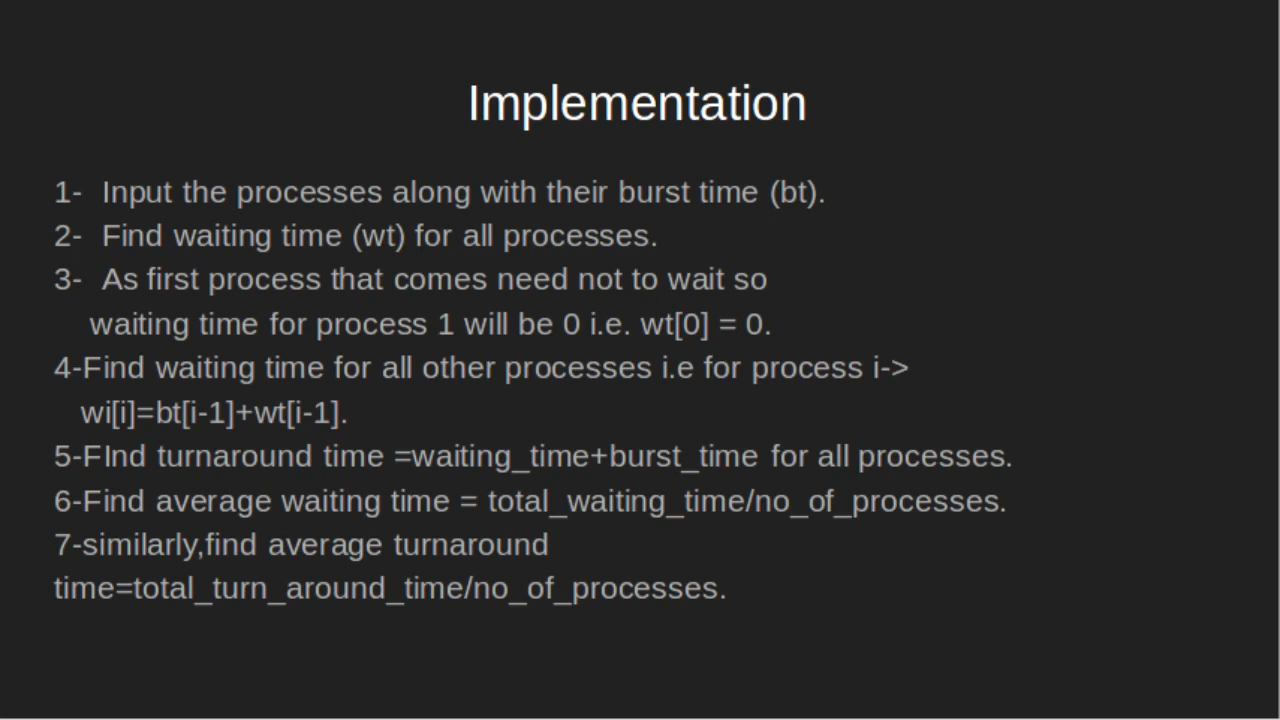 Implementation
1- Input the processes along with their burst time (bt).
2- Find waiting time (wt) for all processes.
3- As first process that comes need not to wait so
waiting time for process 1 will be 0 i.e. wt[0] = 0.
4-Find waiting time for all other processes i.e for process i->
wi[i]=bt[i-1]+wt[i-1].
5-FInd turnaround time =waiting_time+burst_time for all processes.
6-Find average waiting time = total_waiting_time/no_of_processes.
7-similarly,find average turnaround
time=total_turn_around_time/no_of_processes.